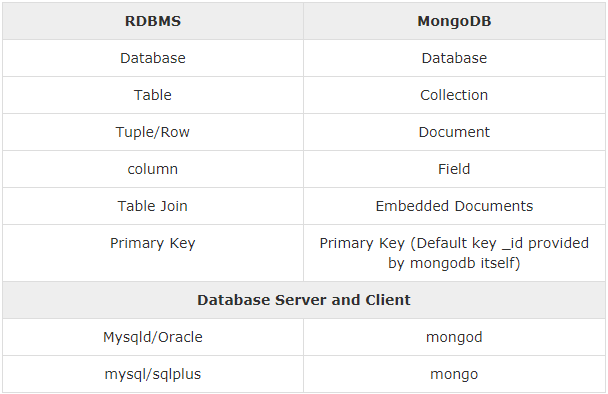 RDBMS MongoDB
Database Database
Table Collection
Tuple/Row Document
column Field
Table Join Embedded Documents
Primary Key Primary Key (Default key _id provided
by mongodb itself)
Database Server and Client
Mysqld/Oracle mongod
mysql/sqlplus mongo